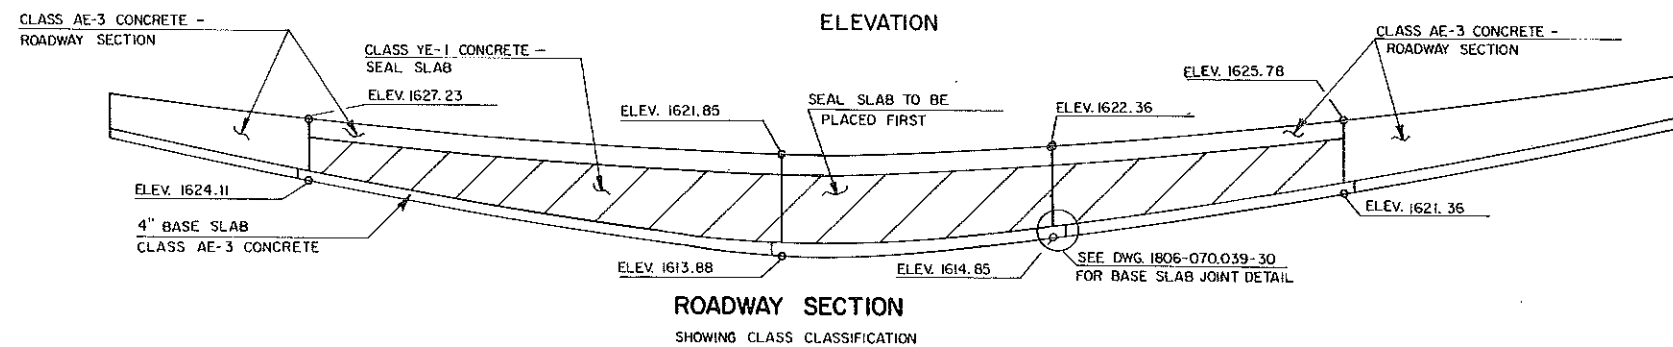 ELEVATION
CLASS AE-3 CONCRETE -
ROADWAY SECTION
CLASS YE-1 CONCRETE -
SEAL SLAB
ELEV. 1627.23
ELEV. 1621.85
SEAL SLAB TO BE
PLACED FIRST
ELEV. 1622.36
ELEV. 1625.78
CLASS AE-3 CONCRETE -
ROADWAY SECTION
ELEV. 1624.11
4" BASE SLAB
CLASS AE-3 CONCRETE
ELEV. 1613.88
ELEV. 1614.85
ELEV. 1621.36
SEE DWG. 1806-070.039-30
FOR BASE SLAB JOINT DETAIL
ROADWAY SECTION
SHOWING CLASS CLASSIFICATION